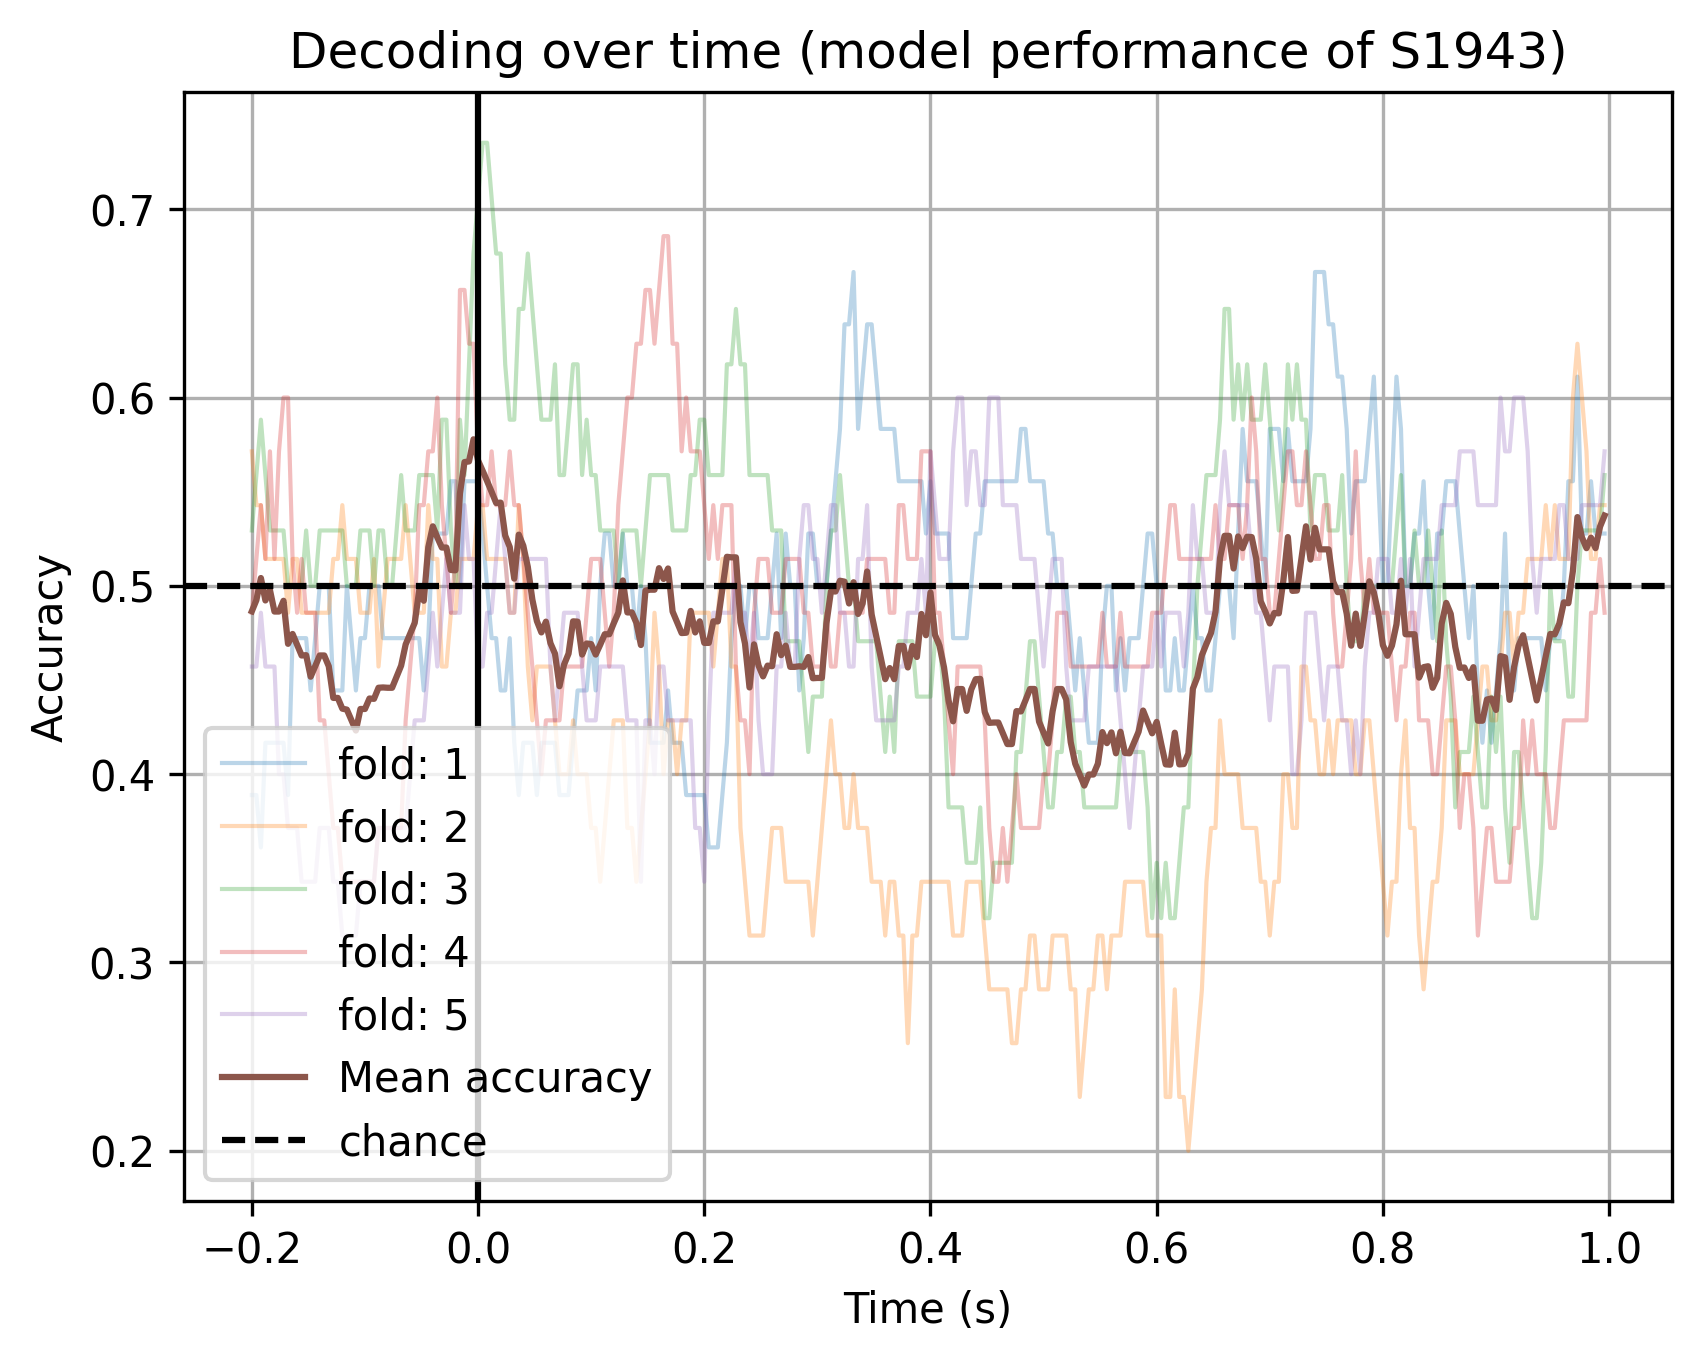 Decoding over time (model performance of S1943)
Accuracy
0.7
0.6
0.5
0.4
0.3
0.2
fold: 1
fold: 2
fold: 3
fold: 4
fold: 5
Mean accuracy
chance
−0.2
0.0
0.2
0.4
0.6
0.8
1.0
Time (s)